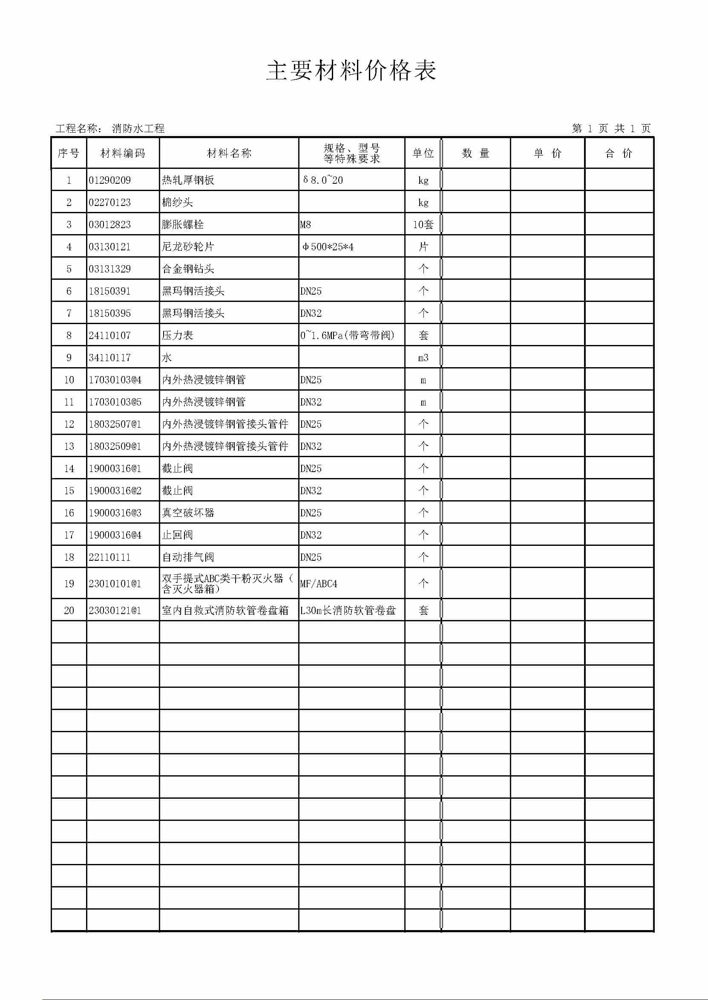 主要材料价格表
工程名称： 消防水工程 第 1 页 共 1 页
序号 材料编码 材料名称 规格、型号等特殊要求 单位 数 量 单 价 合 价
1 01290209 热轧厚钢板 δ8.0~20 kg
2 02270123 棉纱头 kg
3 03012823 膨胀螺栓 M8 10套
4 03130121 尼龙砂轮片 φ500*25*4 片
5 03131329 合金钢钻头 个
6 18150391 黑玛钢活接头 DN25 个
7 18150395 黑玛钢活接头 DN32 个
8 24110107 压力表 0~1.6MPa(带弯带阀) 套
9 34110117 水 m3
10 17030103@4 内外热浸镀锌钢管 DN25 m
11 17030103@5 内外热浸镀锌钢管 DN32 m
12 18032507@1 内外热浸镀锌钢管接头管件 DN25 个
13 18032509@1 内外热浸镀锌钢管接头管件 DN32 个
14 19000316@1 截止阀 DN25 个
15 19000316@2 截止阀 DN32 个
16 19000316@3 真空破坏器 DN25 个
17 19000316@4 止回阀 DN32 个
18 22110111 自动排气阀 DN25 个
19 23010101@1 双手提式ABC类干粉灭火器（含灭火器箱） MF/ABC4 个
20 23030121@1 室内自救式消防软管卷盘箱 L30m长消防软管卷盘 套